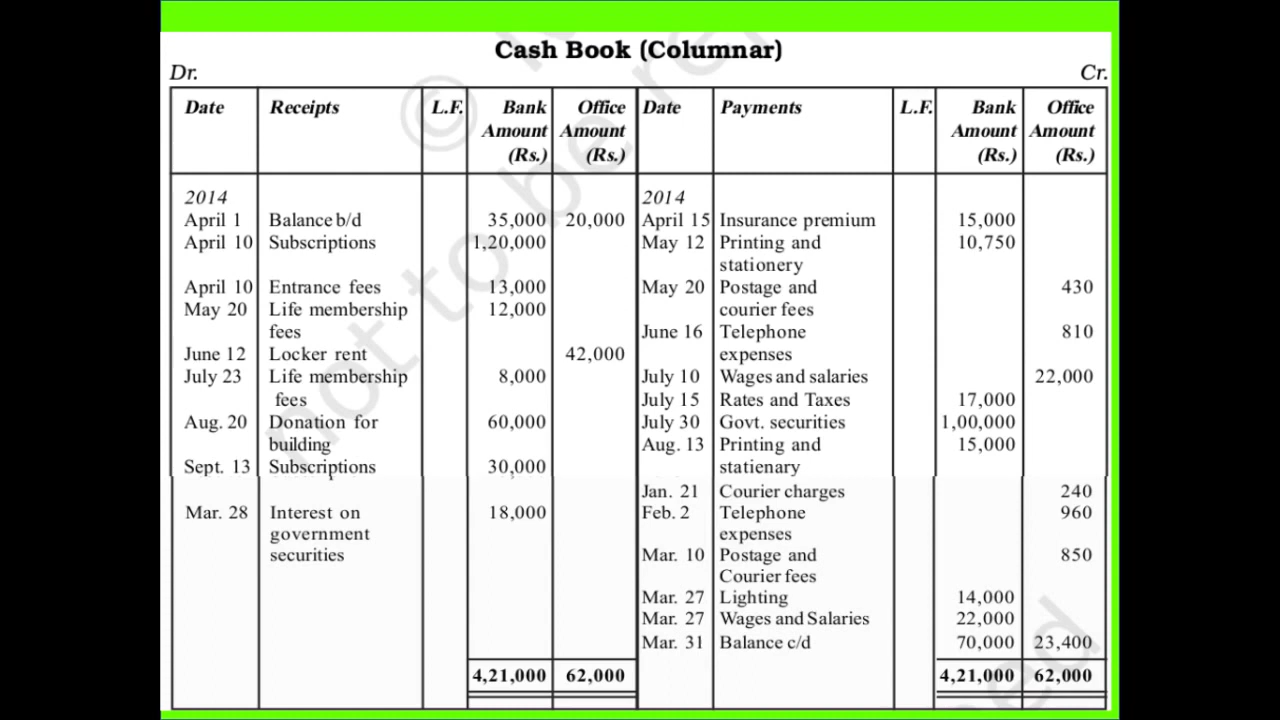 Cash Book (Columnar)
Dr. Cr.
Date Receipts L.F. Bank Office Date Payments L.F. Bank Office
Amount Amount Amount Amount
(Rs.) (Rs.) (Rs.) (Rs.)
2014 2014
April 1 Balance b/d 35,000 20,000 April 15 Insurance premium 15,000
April 10 Subscriptions 1,20,000 May 12 Printing and 10,750
stationery
April 10 Entrance fees 13,000 May 20 Postage and 430
May 20 Life membership 12,000 courier fees
fees June 16 Telephone 810
June 12 Locker rent 42,000 expenses
July 23 Life membership 8,000 July 10 Wages and salaries 22,000
fees July 15 Rates and Taxes 17,000
Aug. 20 Donation for 60,000 July 30 Govt. securities 1,00,000
building Aug. 13 Printing and 15,000
Sept. 13 Subscriptions 30,000 stationary
Jan. 21 Courier charges 240
Mar. 28 Interest on 18,000 Feb. 2 Telephone 960
government expenses
securities Mar. 10 Postage and 850
Courier fees
Mar. 27 Lighting 14,000
Mar. 27 Wages and Salaries 22,000
Mar. 31 Balance c/d 70,000 23,400
4,21,000 62,000 4,21,000 62,000
© not to be re
ed